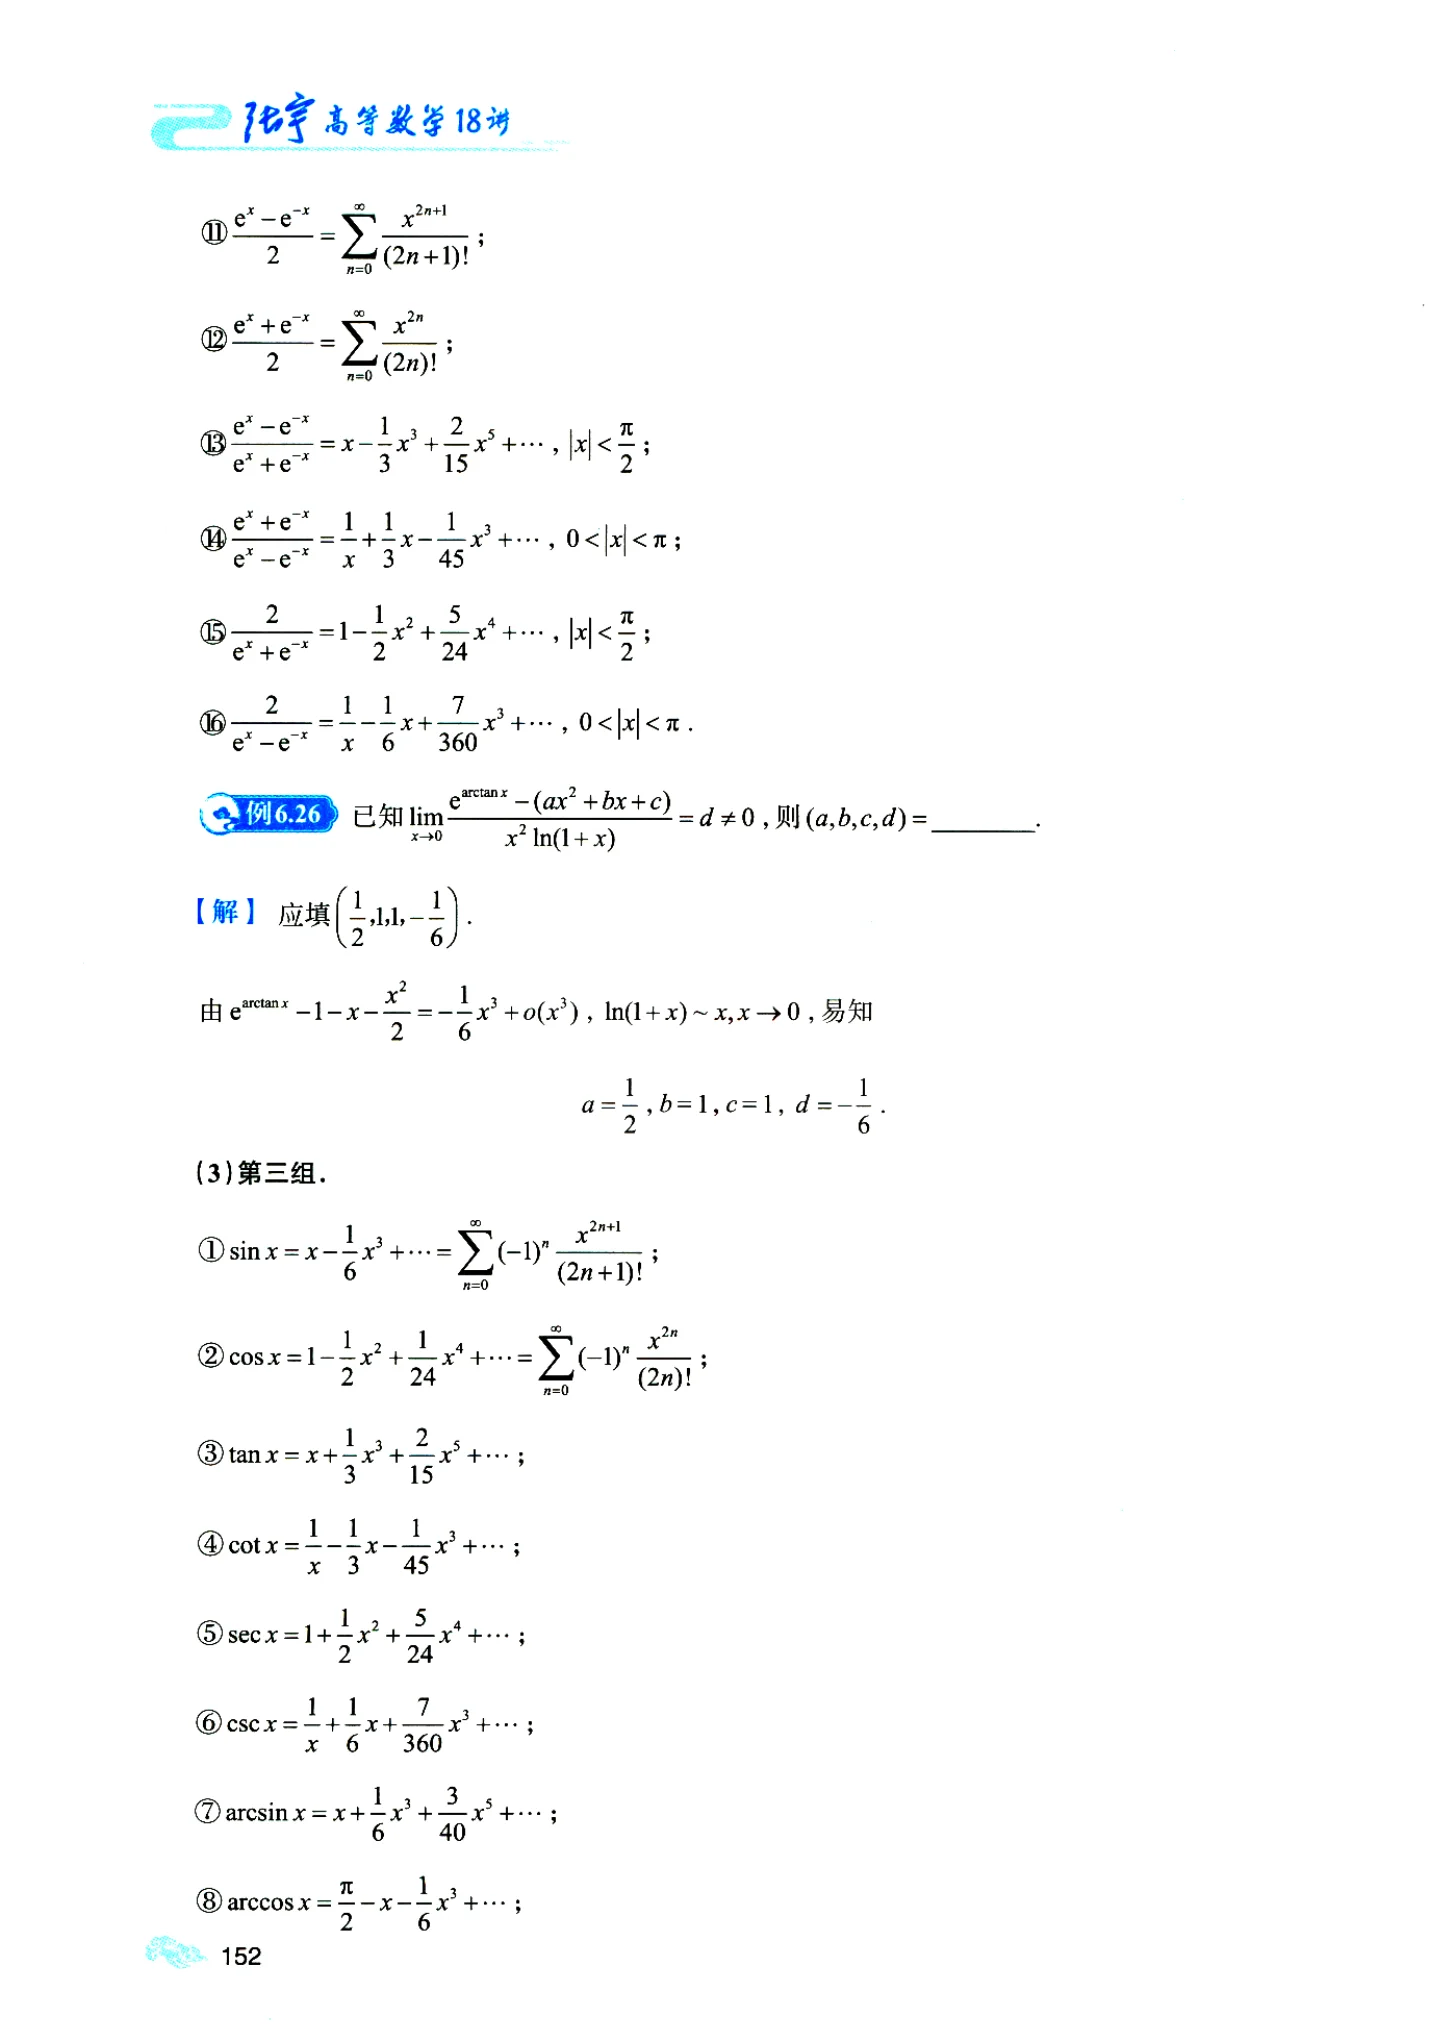 张宇高等数学18讲
⑪ $\frac{e^x-e^{-x}}{2}=\sum_{n=0}^{\infty}\frac{x^{2n+1}}{(2n+1)!}$;
⑫ $\frac{e^x+e^{-x}}{2}=\sum_{n=0}^{\infty}\frac{x^{2n}}{(2n)!}$;
⑬ $\frac{e^x-e^{-x}}{e^x+e^{-x}}=x-\frac{1}{3}x^3+\frac{2}{15}x^5+\cdots,|x|<\frac{\pi}{2}$;
⑭ $\frac{e^x+e^{-x}}{e^x-e^{-x}}=\frac{1}{x}+\frac{1}{3}x-\frac{1}{45}x^3+\cdots,0<|x|<\pi$;
⑮ $\frac{2}{e^x+e^{-x}}=1-\frac{1}{2}x^2+\frac{5}{24}x^4+\cdots,|x|<\frac{\pi}{2}$;
⑯ $\frac{2}{e^x-e^{-x}}=\frac{1}{x}-\frac{1}{6}x+\frac{7}{360}x^3+\cdots,0<|x|<\pi$.
例6.26 已知 $\lim_{x\to 0}\frac{e^{\arctan x}-(ax^2+bx+c)}{x^2\ln(1+x)}=d\neq 0$,则 $(a,b,c,d)=$________.
【解】 应填 $\left(\frac{1}{2},1,1,-\frac{1}{6}\right)$.
由 $e^{\arctan x}-1-x-\frac{x^2}{2}=-\frac{1}{6}x^3+o(x^3)$, $\ln(1+x)\sim x,x\to 0$,易知
$a=\frac{1}{2},b=1,c=1,d=-\frac{1}{6}$.
(3)第三组.
① $\sin x=x-\frac{1}{6}x^3+\cdots=\sum_{n=0}^{\infty}(-1)^n\frac{x^{2n+1}}{(2n+1)!}$;
② $\cos x=1-\frac{1}{2}x^2+\frac{1}{24}x^4+\cdots=\sum_{n=0}^{\infty}(-1)^n\frac{x^{2n}}{(2n)!}$;
③ $\tan x=x+\frac{1}{3}x^3+\frac{2}{15}x^5+\cdots$;
④ $\cot x=\frac{1}{x}-\frac{1}{3}x-\frac{1}{45}x^3+\cdots$;
⑤ $\sec x=1+\frac{1}{2}x^2+\frac{5}{24}x^4+\cdots$;
⑥ $\csc x=\frac{1}{x}+\frac{1}{6}x+\frac{7}{360}x^3+\cdots$;
⑦ $\arcsin x=x+\frac{1}{6}x^3+\frac{3}{40}x^5+\cdots$;
⑧ $\arccos x=\frac{\pi}{2}-x-\frac{1}{6}x^3+\cdots$;
152